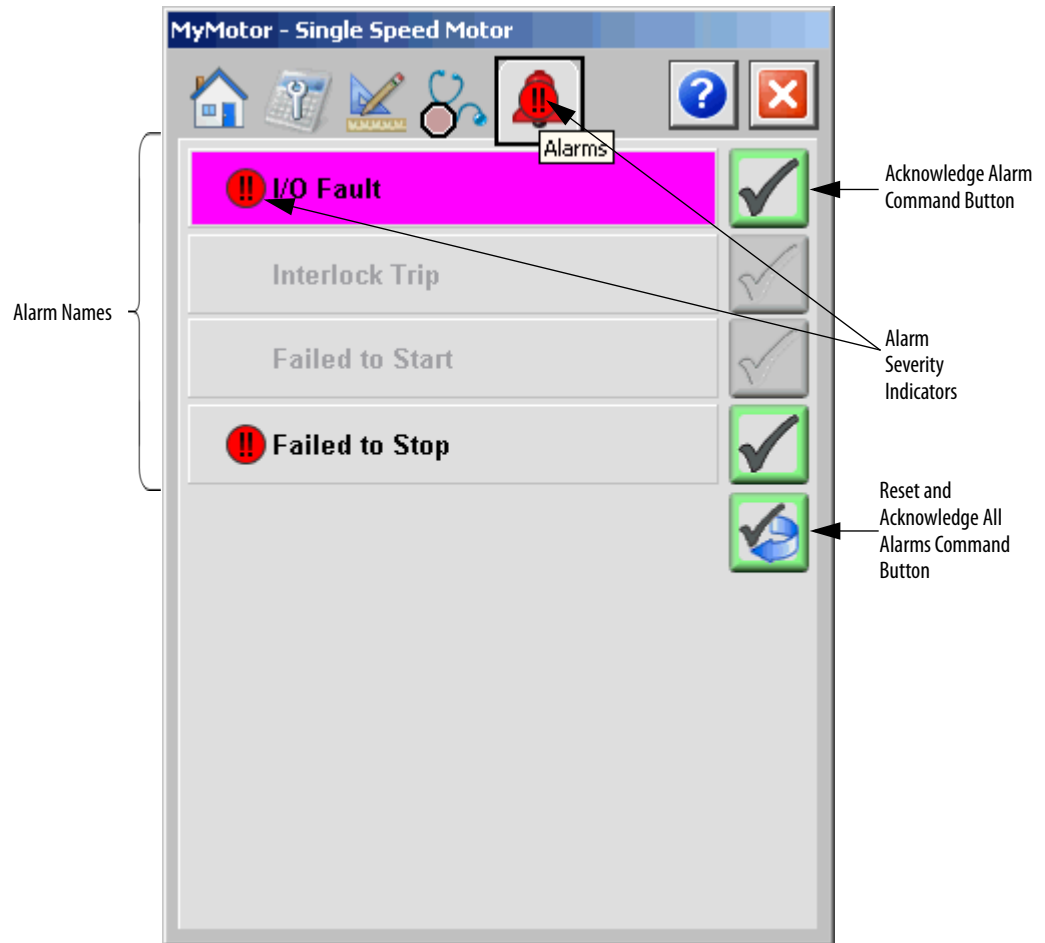 MyMotor - Single Speed Motor
!!
?
Alarms
!! I/O Fault
Interlock Trip
Failed to Start
!! Failed to Stop
Alarm Names
Acknowledge Alarm
Command Button
Alarm
Severity
Indicators
Reset and
Acknowledge All
Alarms Command
Button